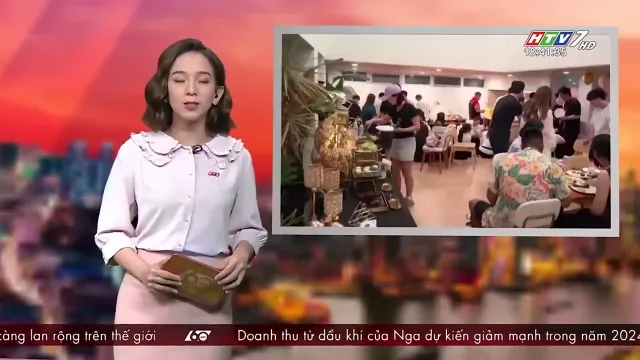 HTV7 HD
18:41:35
càng lan rộng trên thế giới 60 Doanh thu từ dầu khí của Nga dự kiến giảm mạnh trong năm 2024